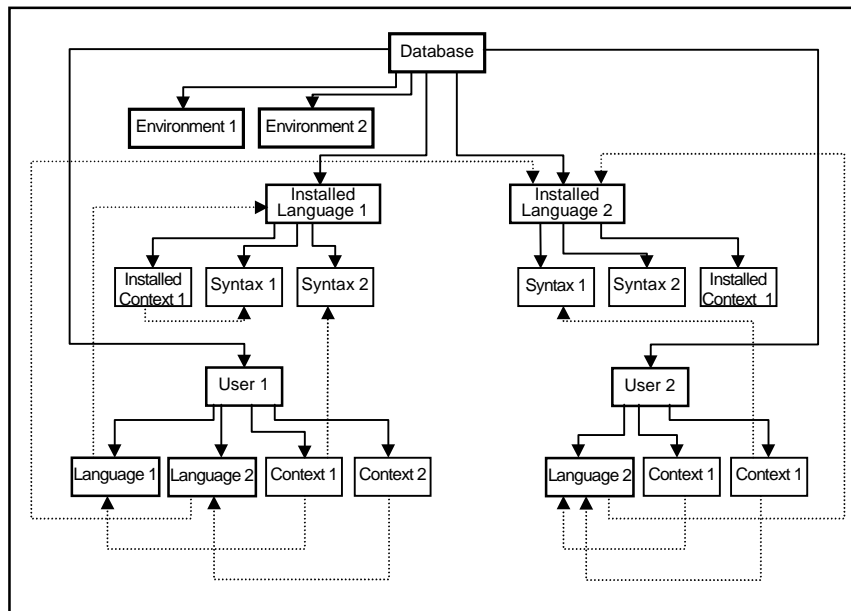 Database
Environment 1
Environment 2
Installed
Language 1
Installed
Language 2
Installed
Context 1
Syntax 1
Syntax 2
Syntax 1
Syntax 2
Installed
Context 1
User 1
User 2
Language 1
Language 2
Context 1
Context 2
Language 2
Context 1
Context 1